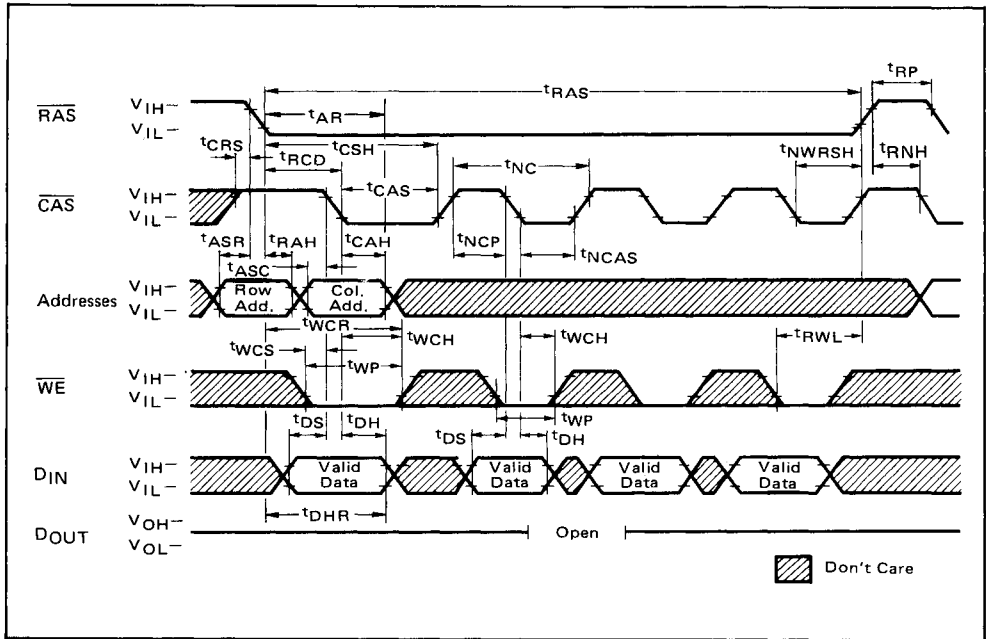 tRP
tRAS
RAS
VIH
VIL
tAR
tCRS
tRCD
tCSH
tNC
tNWRSH
tRNH
CAS
VIH
VIL
tCAS
tASR
tRAH
tCAH
tNCP
tNCAS
tASC
Addresses
VIH
VIL
Row Add.
Col. Add.
tWCR
tWCH
tWCH
tRWL
tWCS
tWP
WE
VIH
VIL
tWP
tDS
tDH
tDS
tDH
DIN
VIH
VIL
Valid Data
Valid Data
Valid Data
Valid Data
tDHR
DOUT
VOH
VOL
Open
Don't Care